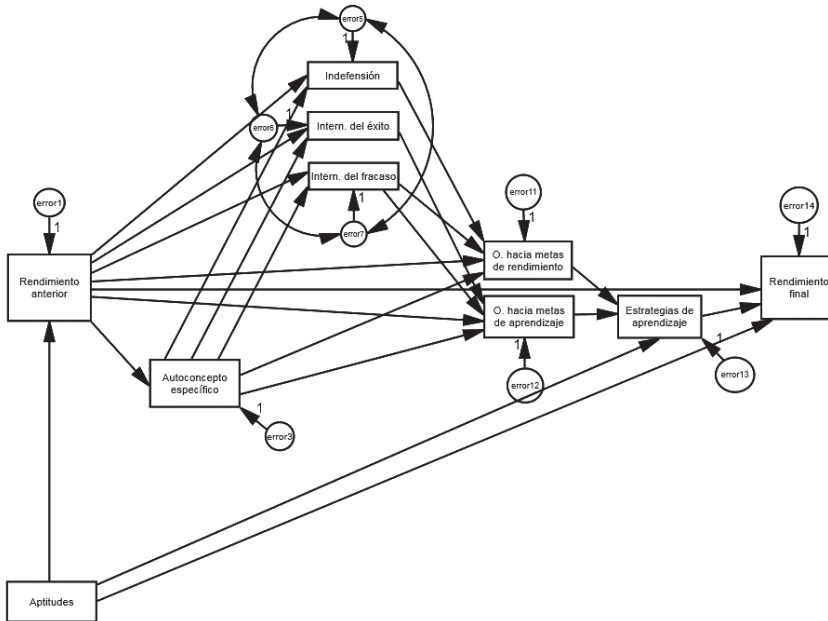 error5
1
Indefensión
error6
1
Intern. del éxito
Intern. del fracaso
1
error7
error1
1
error11
1
error14
1
Rendimiento
anterior
O. hacia metas
de rendimiento
Rendimiento
final
O. hacia metas
de aprendizaje
Estrategias de
aprendizaje
1
1
Autoconcepto
específico
error12
error13
1
error3
Aptitudes